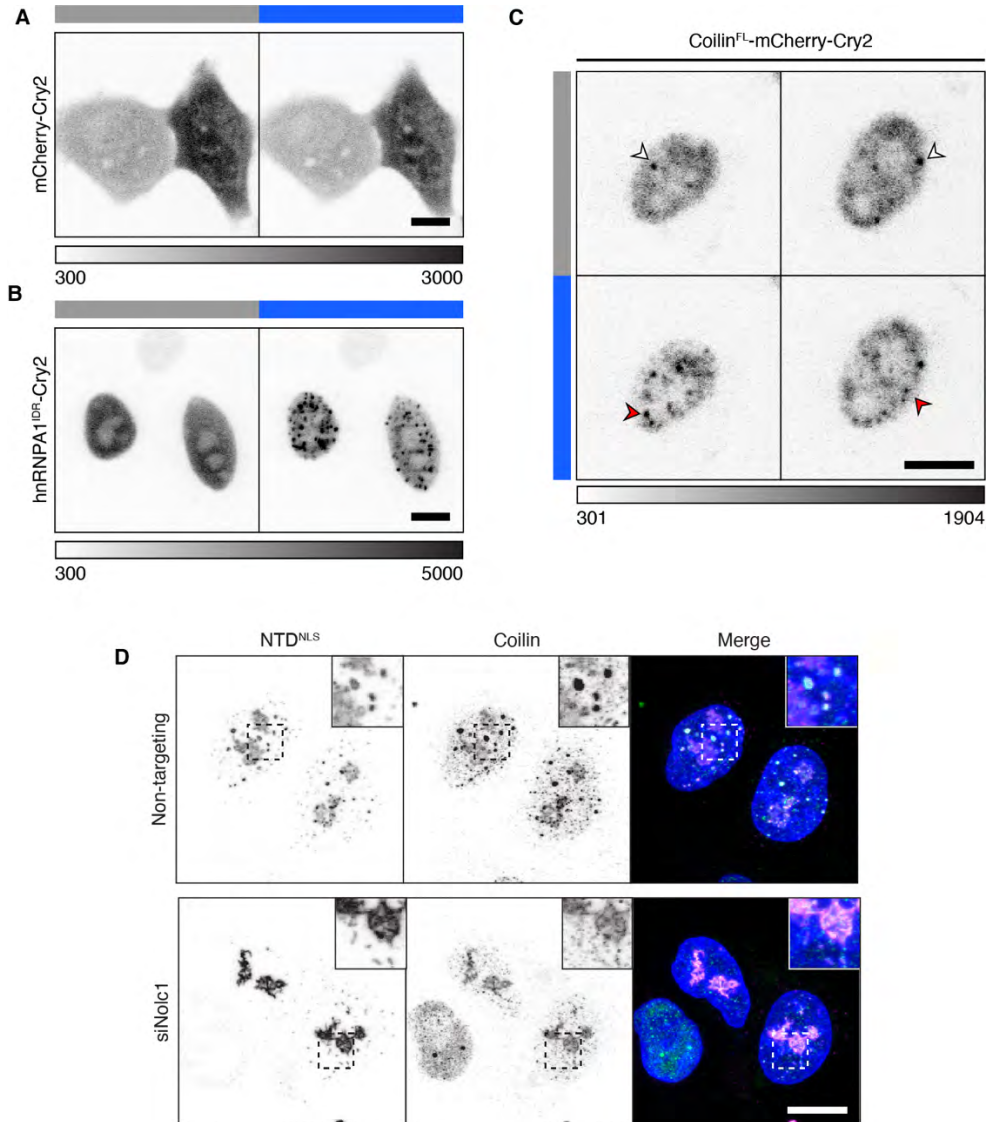 A
mCherry-Cry2
300 3000
B
hnRNPA1IDR-Cry2
300 5000
C
CoilinFL-mCherry-Cry2
301 1904
D
NTDNLS Coilin Merge
Non-targeting
siNolc1